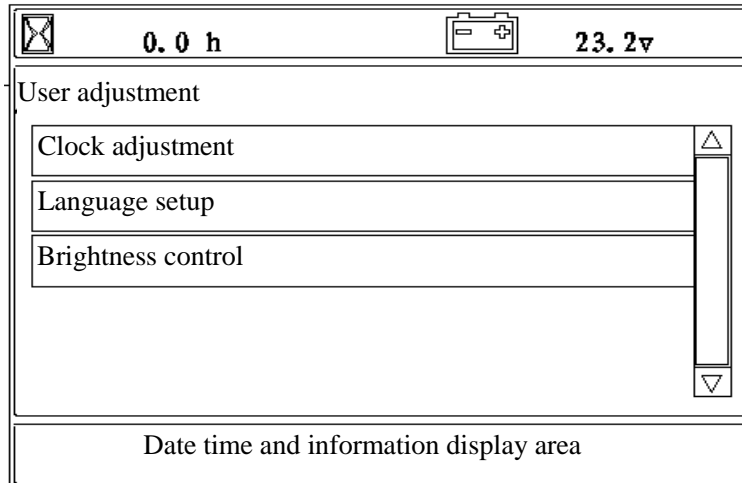 0.0 h 23.2v
User adjustment
Clock adjustment
Language setup
Brightness control
Date time and information display area